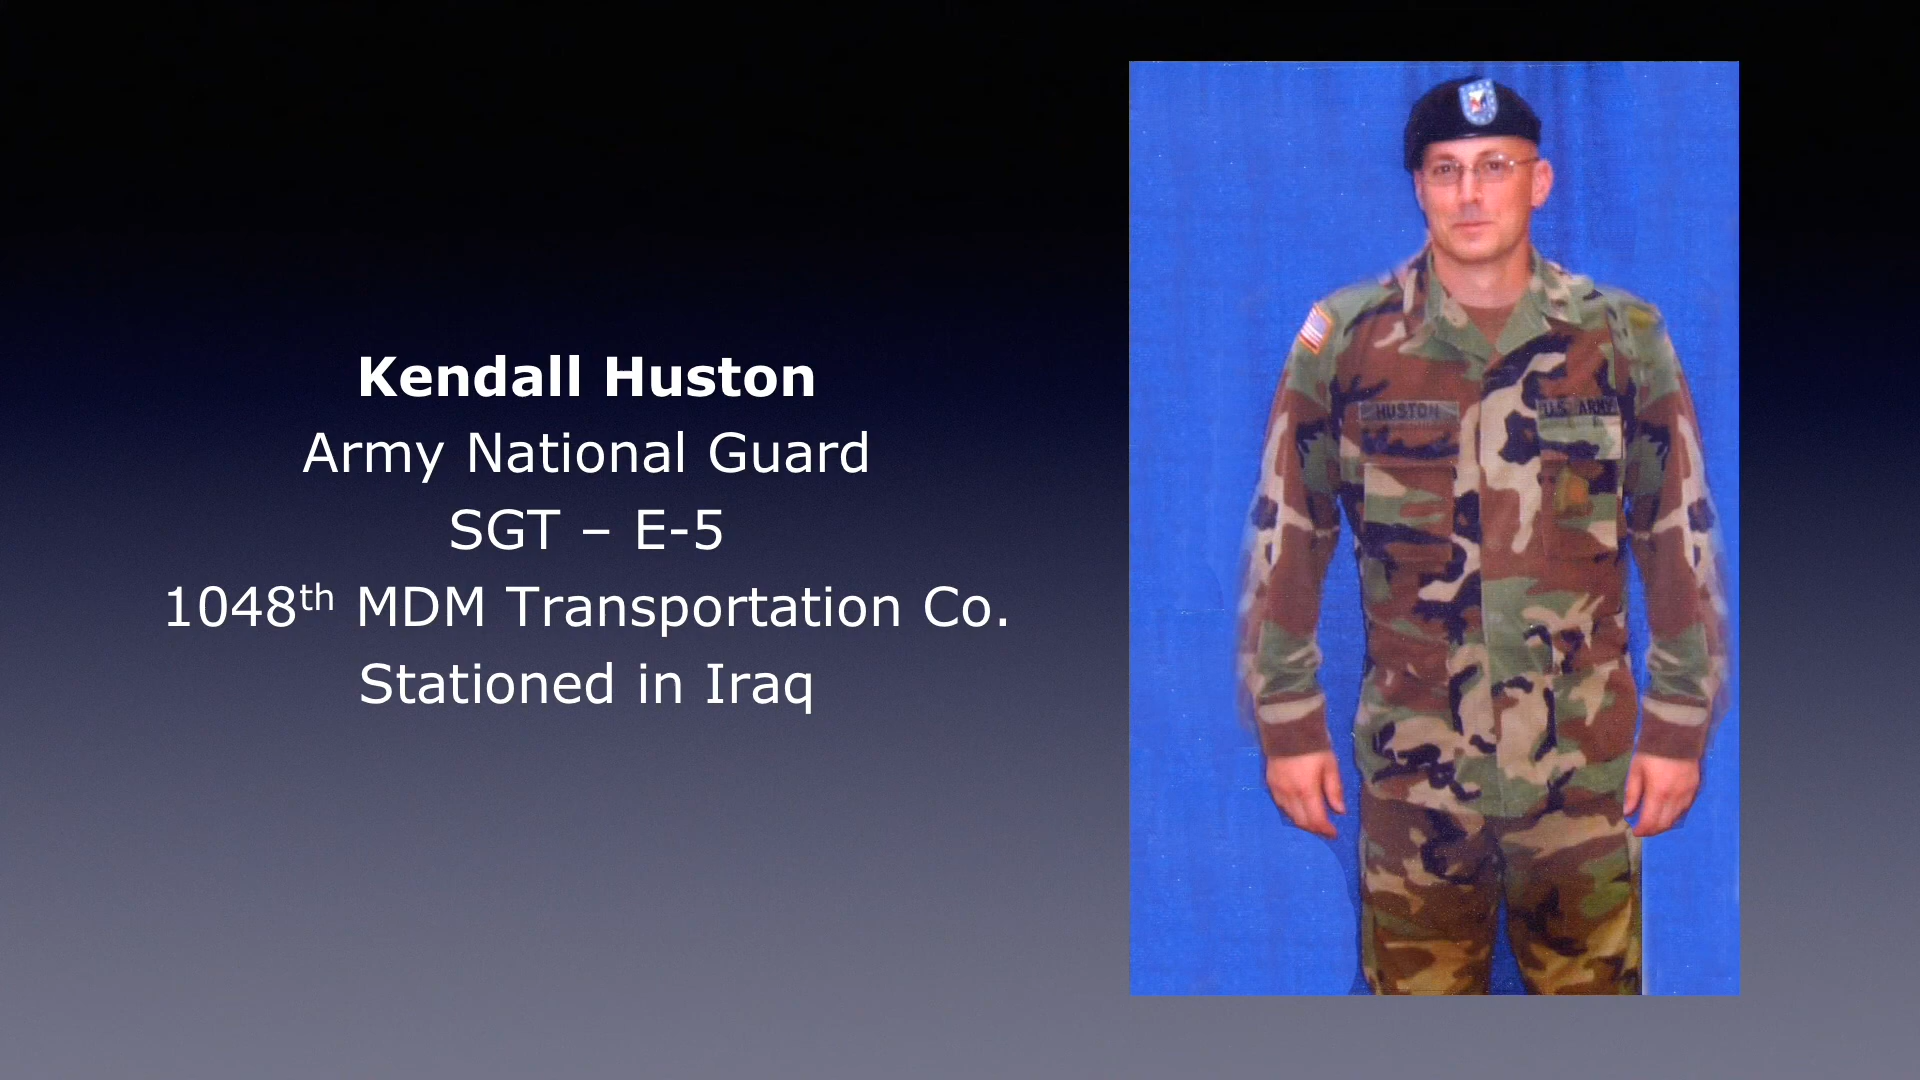 Kendall Huston
Army National Guard
SGT – E-5
1048th MDM Transportation Co.
Stationed in Iraq
HUSTON
U.S. ARMY